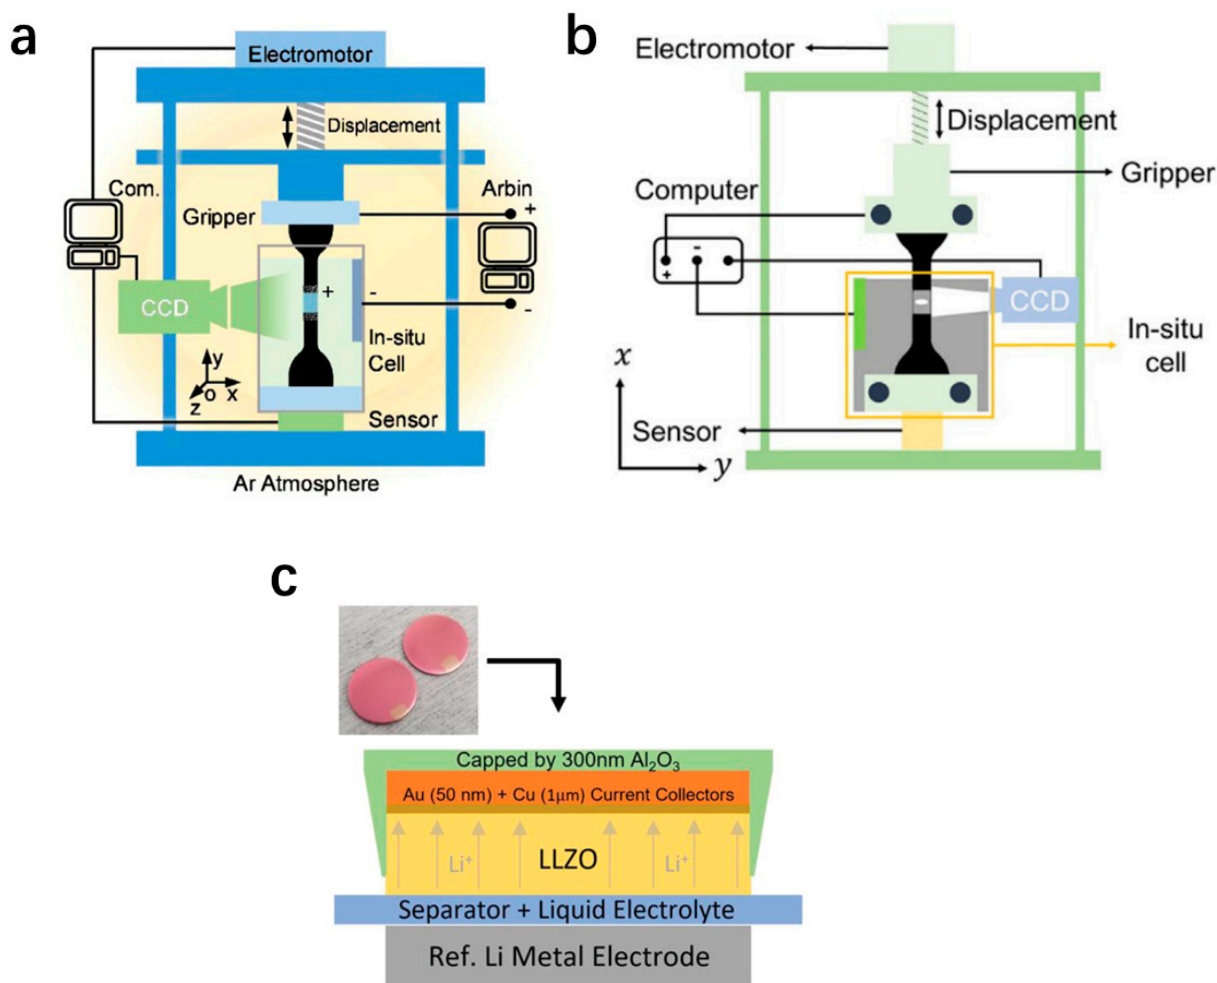 a
Electromotor
Displacement
Com.
Arbin
Gripper
+
CCD
+
-
-
In-situ
Cell
y
o
x
z
Sensor
Ar Atmosphere
b
Electromotor
Displacement
Gripper
Computer
-
+
CCD
In-situ
cell
x
Sensor
y
c
Capped by 300nm Al₂O₃
Au (50 nm) + Cu (1μm) Current Collectors
LLZO
Li⁺
Li⁺
Separator + Liquid Electrolyte
Ref. Li Metal Electrode